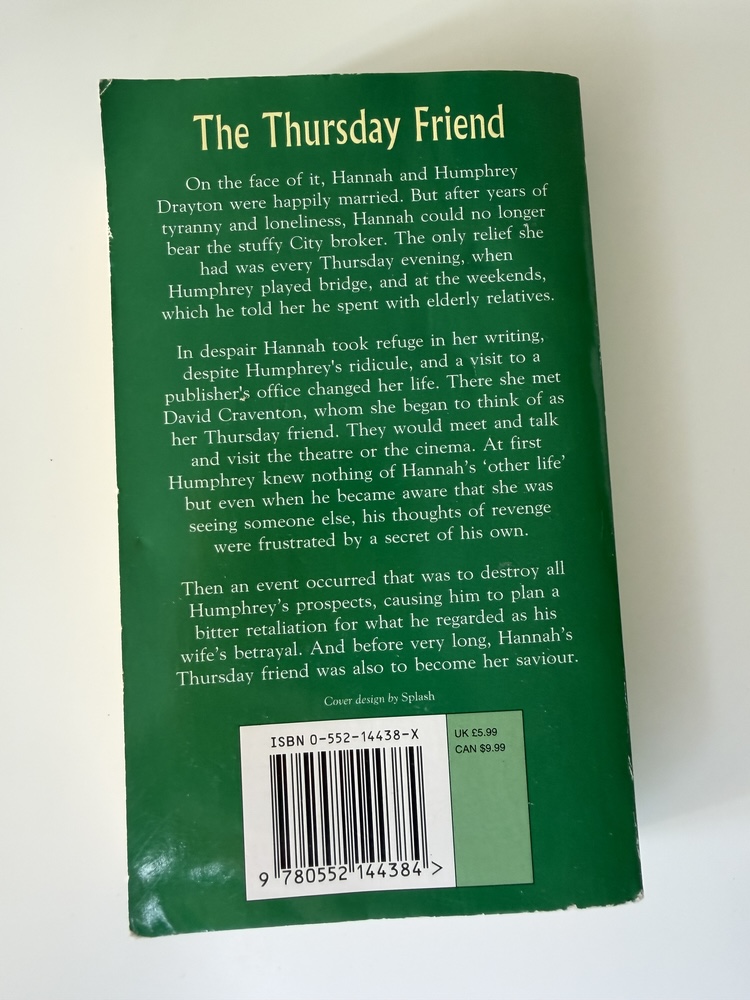 The Thursday Friend
On the face of it, Hannah and Humphrey
Drayton were happily married. But after years of
tyranny and loneliness, Hannah could no longer
bear the stuffy City broker. The only relief she
had was every Thursday evening, when
Humphrey played bridge, and at the weekends,
which he told her he spent with elderly relatives.
In despair Hannah took refuge in her writing,
despite Humphrey's ridicule, and a visit to a
publisher's office changed her life. There she met
David Craventon, whom she began to think of as
her Thursday friend. They would meet and talk
and visit the theatre or the cinema. At first
Humphrey knew nothing of Hannah's ‘other life’
but even when he became aware that she was
seeing someone else, his thoughts of revenge
were frustrated by a secret of his own.
Then an event occurred that was to destroy all
Humphrey's prospects, causing him to plan a
bitter retaliation for what he regarded as his
wife's betrayal. And before very long, Hannah's
Thursday friend was also to become her saviour.
Cover design by Splash
ISBN 0-552-14438-X
UK £5.99
CAN $9.99
9 780552 144384 >